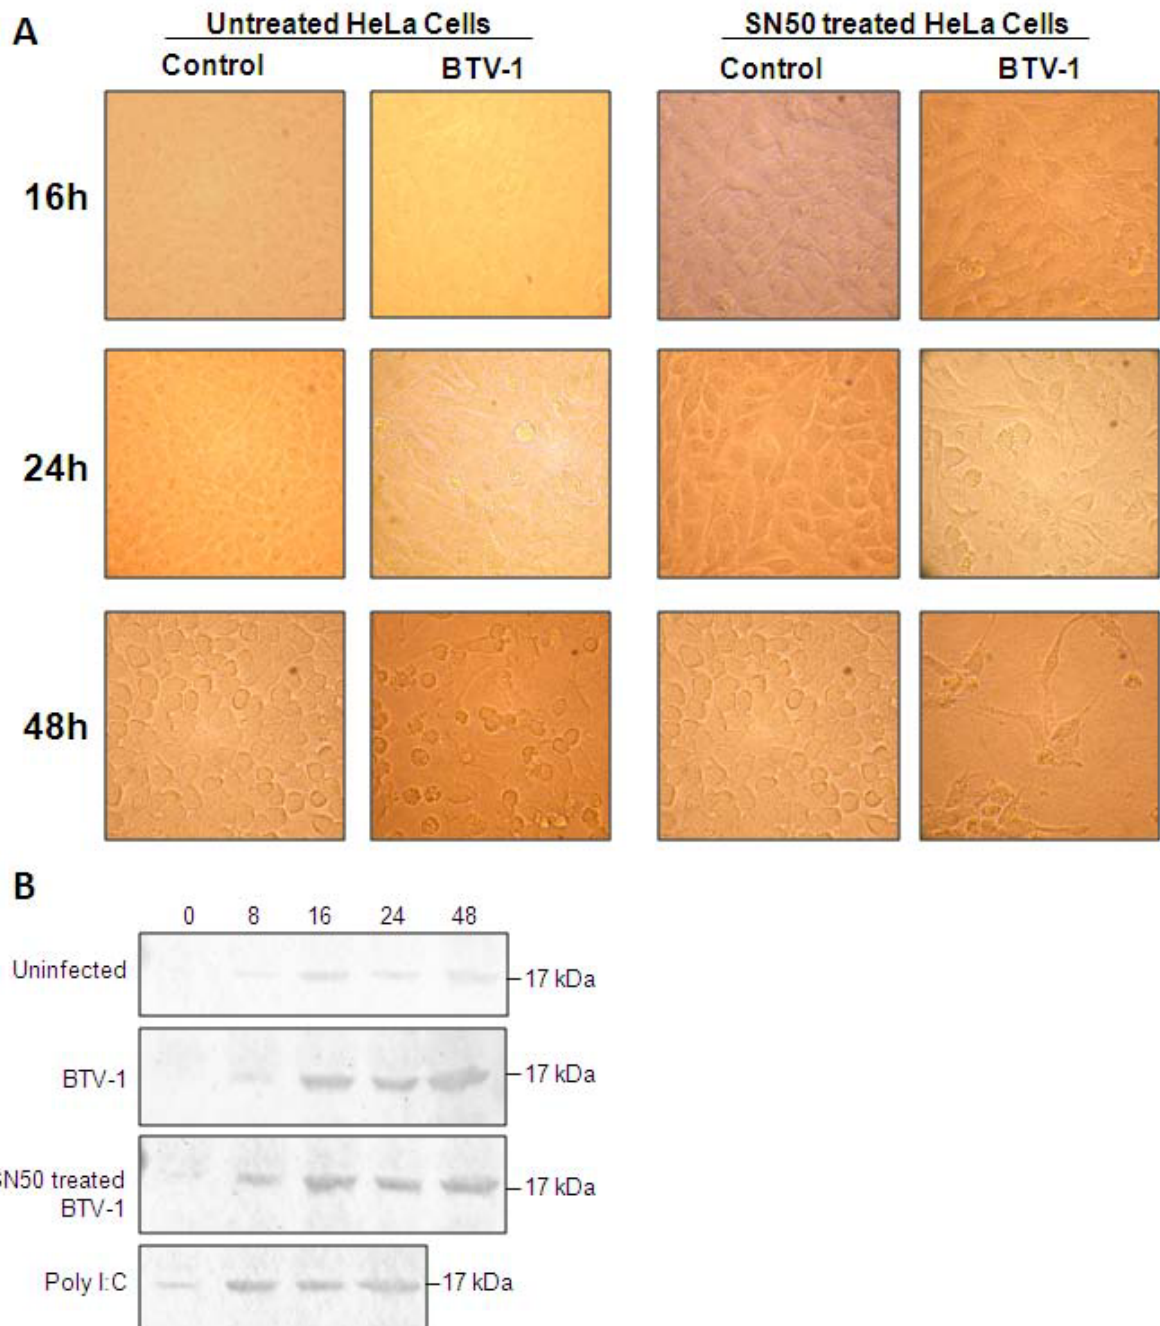 A
Untreated HeLa Cells
SN50 treated HeLa Cells
Control
BTV-1
Control
BTV-1
16h
24h
48h
B
0 8 16 24 48
Uninfected
17 kDa
BTV-1
17 kDa
SN50 treated
BTV-1
17 kDa
Poly I:C
17 kDa